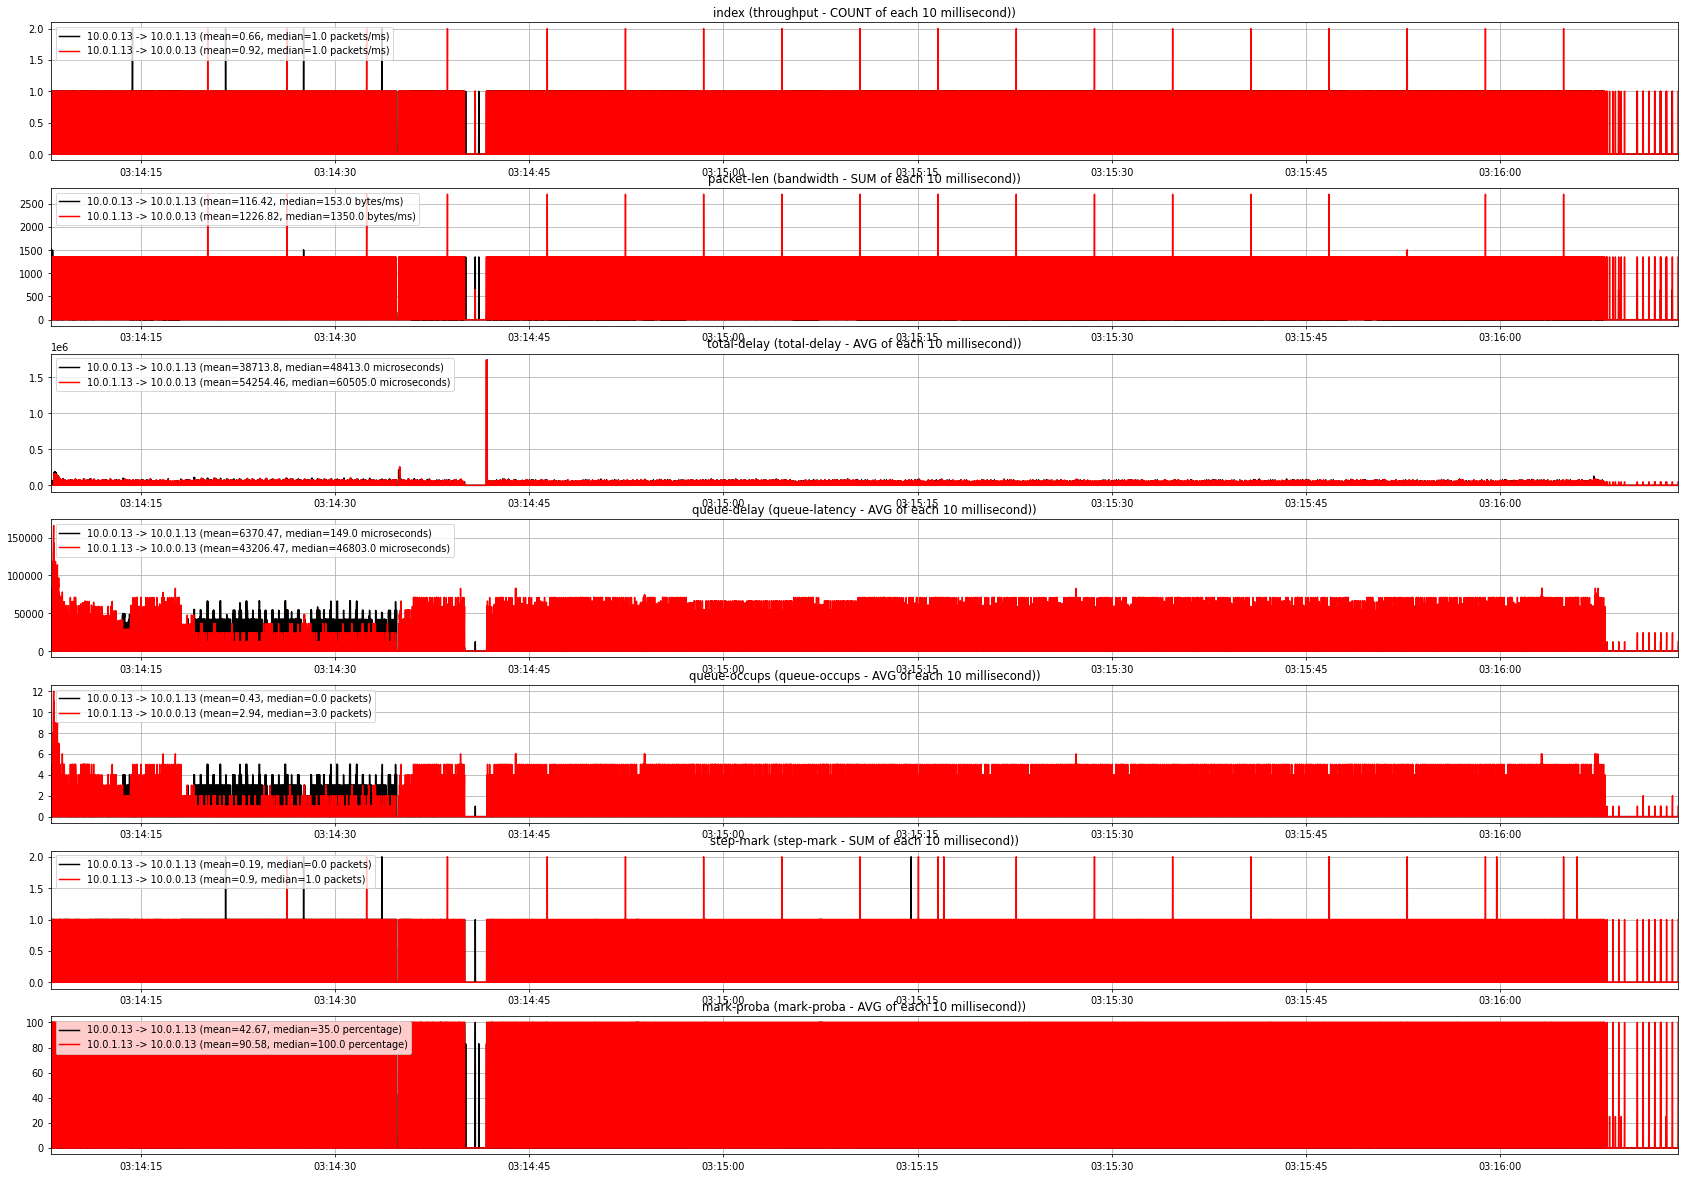 index (throughput - COUNT of each 10 millisecond))
2.0
1.5
1.0
0.5
0.0
10.0.0.13 -> 10.0.1.13 (mean=0.66, median=1.0 packets/ms)
10.0.1.13 -> 10.0.0.13 (mean=0.92, median=1.0 packets/ms)
03:14:15 03:14:30 03:14:45 03:15:00 03:15:15 03:15:30 03:15:45 03:16:00
packet-len (bandwidth - SUM of each 10 millisecond))
2500
2000
1500
1000
500
0
10.0.0.13 -> 10.0.1.13 (mean=116.42, median=153.0 bytes/ms)
10.0.1.13 -> 10.0.0.13 (mean=1226.82, median=1350.0 bytes/ms)
03:14:15 03:14:30 03:14:45 03:15:00 03:15:15 03:15:30 03:15:45 03:16:00
total-delay (total-delay - AVG of each 10 millisecond))
1e6
1.5
1.0
0.5
0.0
10.0.0.13 -> 10.0.1.13 (mean=38713.8, median=48413.0 microseconds)
10.0.1.13 -> 10.0.0.13 (mean=54254.46, median=60505.0 microseconds)
03:14:15 03:14:30 03:14:45 03:15:00 03:15:15 03:15:30 03:15:45 03:16:00
queue-delay (queue-latency - AVG of each 10 millisecond))
150000
100000
50000
0
10.0.0.13 -> 10.0.1.13 (mean=6370.47, median=149.0 microseconds)
10.0.1.13 -> 10.0.0.13 (mean=43206.47, median=46803.0 microseconds)
03:14:15 03:14:30 03:14:45 03:15:00 03:15:15 03:15:30 03:15:45 03:16:00
queue-occups (queue-occups - AVG of each 10 millisecond))
12
10
8
6
4
2
0
10.0.0.13 -> 10.0.1.13 (mean=0.43, median=0.0 packets)
10.0.1.13 -> 10.0.0.13 (mean=2.94, median=3.0 packets)
03:14:15 03:14:30 03:14:45 03:15:00 03:15:15 03:15:30 03:15:45 03:16:00
step-mark (step-mark - SUM of each 10 millisecond))
2.0
1.5
1.0
0.5
0.0
10.0.0.13 -> 10.0.1.13 (mean=0.19, median=0.0 packets)
10.0.1.13 -> 10.0.0.13 (mean=0.9, median=1.0 packets)
03:14:15 03:14:30 03:14:45 03:15:00 03:15:15 03:15:30 03:15:45 03:16:00
mark-proba (mark-proba - AVG of each 10 millisecond))
100
80
60
40
20
0
10.0.0.13 -> 10.0.1.13 (mean=42.67, median=35.0 percentage)
10.0.1.13 -> 10.0.0.13 (mean=90.58, median=100.0 percentage)
03:14:15 03:14:30 03:14:45 03:15:00 03:15:15 03:15:30 03:15:45 03:16:00